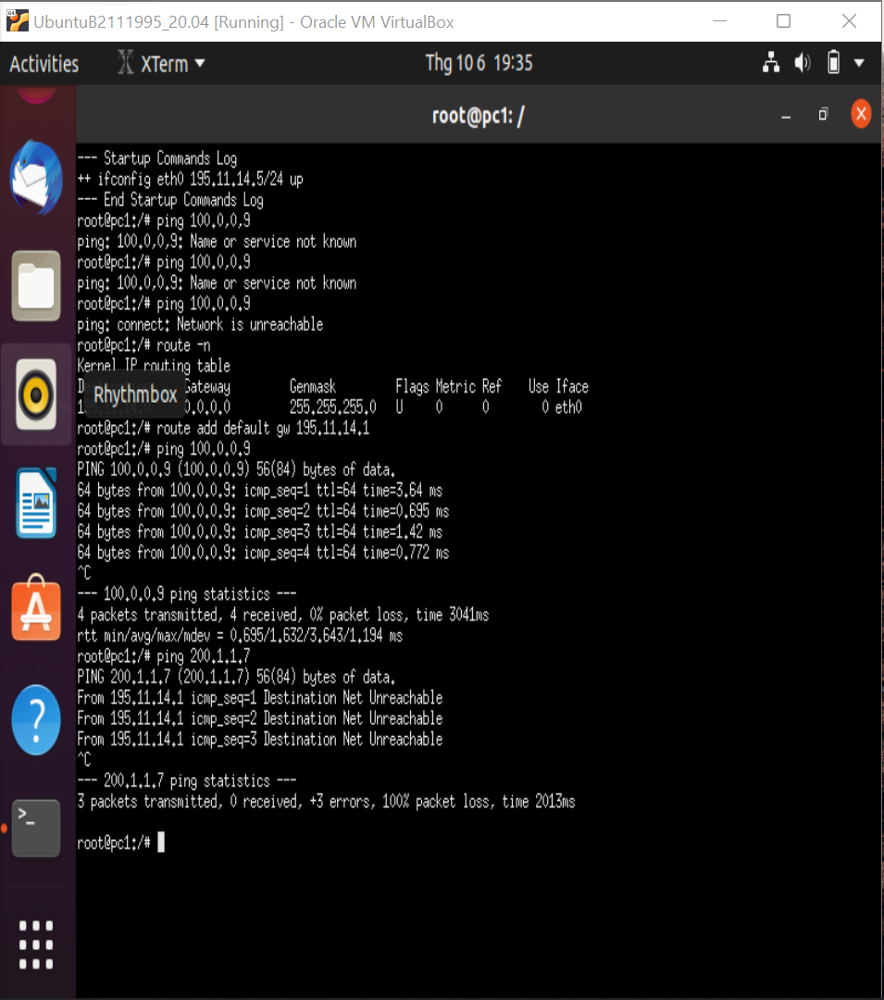 UbuntuB2111995_20.04 [Running] - Oracle VM VirtualBox
Activities XTerm Thg 10 6 19:35
root@pc1: /
--- Startup Commands Log
++ ifconfig eth0 195.11.14.5/24 up
--- End Startup Commands Log
root@pc1:/# ping 100.0,0,9
ping: 100.0,0,9: Name or service not known
root@pc1:/# ping 100.0,0.9
ping: 100.0,0.9: Name or service not known
root@pc1:/# ping 100.0.0.9
ping: connect: Network is unreachable
root@pc1:/# route -n
Kernel IP routing table
Gateway Genmask Flags Metric Ref Use Iface
Rhythmbox
0.0.0.0 255.255.255.0 U 0 0 0 eth0
root@pc1:/# route add default gw 195.11.14.1
root@pc1:/# ping 100.0.0.9
PING 100.0.0.9 (100.0.0.9) 56(84) bytes of data.
64 bytes from 100.0.0.9: icmp_seq=1 ttl=64 time=3.64 ms
64 bytes from 100.0.0.9: icmp_seq=2 ttl=64 time=0.695 ms
64 bytes from 100.0.0.9: icmp_seq=3 ttl=64 time=1.42 ms
64 bytes from 100.0.0.9: icmp_seq=4 ttl=64 time=0.772 ms
^C
--- 100.0.0.9 ping statistics ---
4 packets transmitted, 4 received, 0% packet loss, time 3041ms
rtt min/avg/max/mdev = 0.695/1.632/3.643/1.194 ms
root@pc1:/# ping 200.1.1.7
PING 200.1.1.7 (200.1.1.7) 56(84) bytes of data.
From 195.11.14.1 icmp_seq=1 Destination Net Unreachable
From 195.11.14.1 icmp_seq=2 Destination Net Unreachable
From 195.11.14.1 icmp_seq=3 Destination Net Unreachable
^C
--- 200.1.1.7 ping statistics ---
3 packets transmitted, 0 received, +3 errors, 100% packet loss, time 2013ms
root@pc1:/#